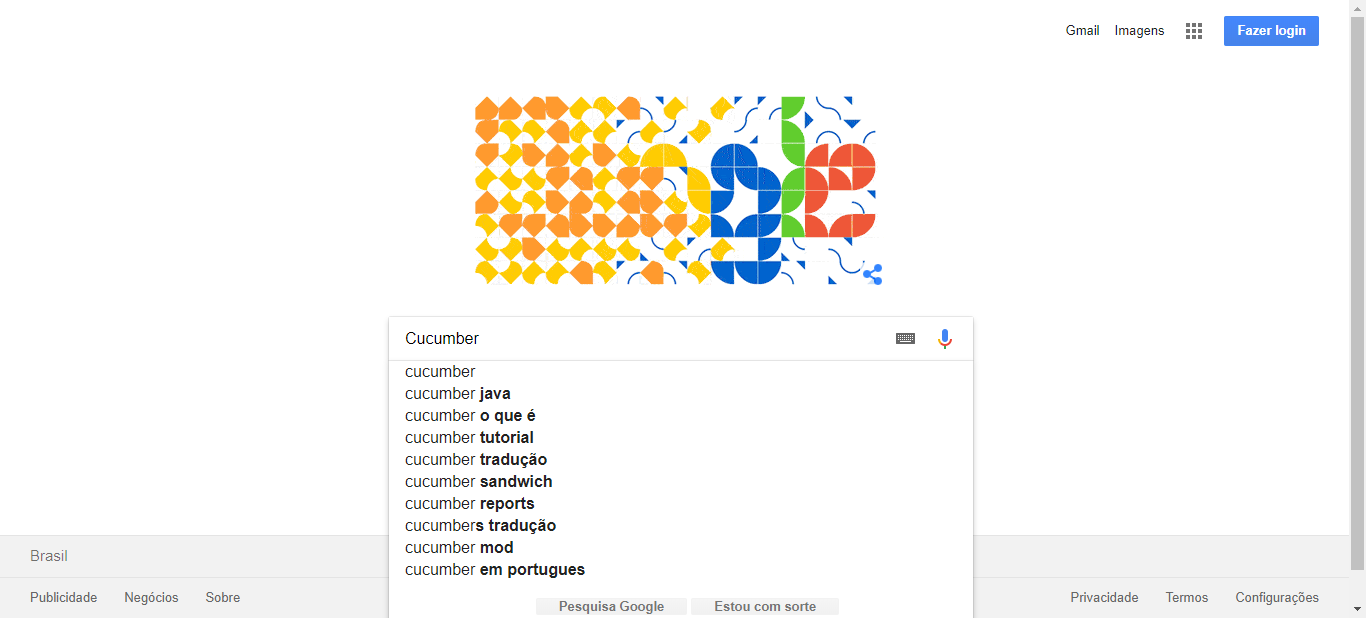 Gmail Imagens Fazer login
Cucumber
cucumber
cucumber java
cucumber o que é
cucumber tutorial
cucumber tradução
cucumber sandwich
cucumber reports
cucumbers tradução
cucumber mod
cucumber em portugues
Pesquisa Google Estou com sorte
Brasil
Publicidade Negócios Sobre Privacidade Termos Configurações